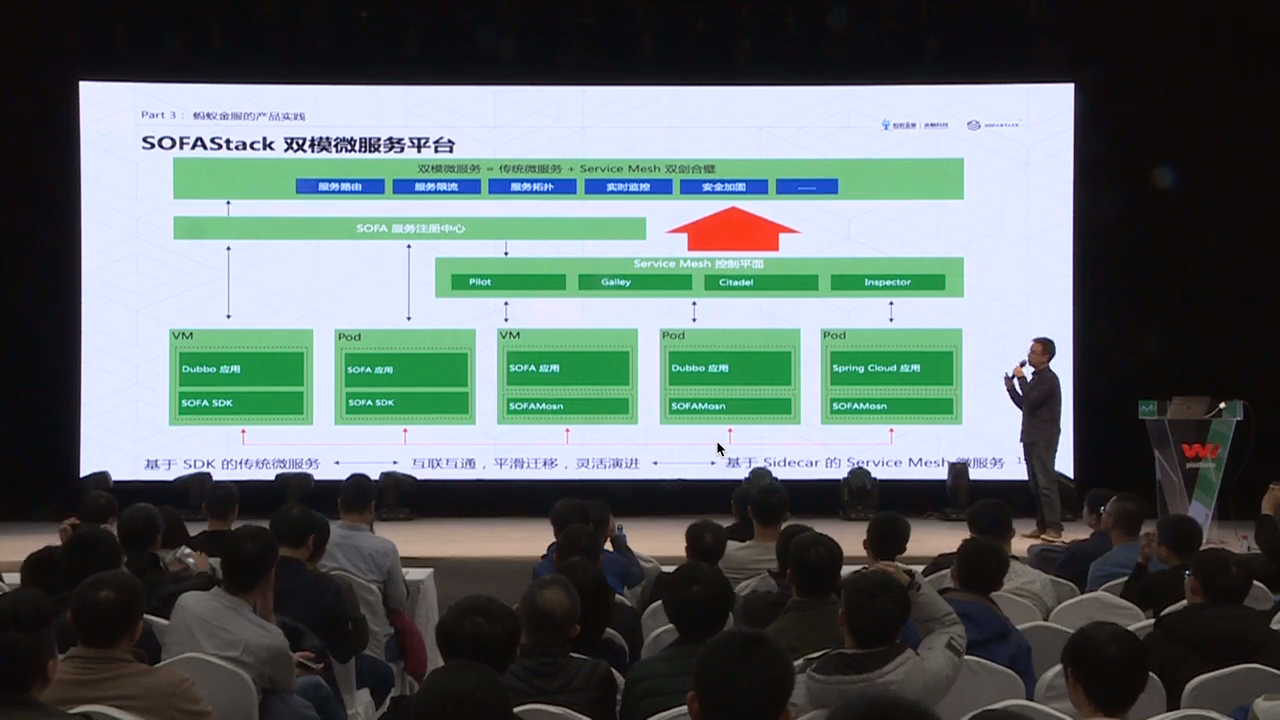 Part 3： 蚂蚁金服的产品实践
SOFAStack 双模微服务平台
双模微服务 = 传统微服务 + Service Mesh 双剑合璧
服务路由 服务限流 服务拓扑 实时监控 安全加固 ......
SOFA 服务注册中心
Service Mesh 控制平面
Pilot Galley Citadel Inspector
VM Pod VM Pod Pod
Dubbo 应用 SOFA 应用 SOFA 应用 Dubbo 应用 Spring Cloud 应用
SOFA SDK SOFA SDK SOFAMosn SOFAMosn SOFAMosn
基于 SDK 的传统微服务 互联互通，平滑迁移，灵活演进 基于 Sidecar 的 Service Mesh 微服务
platform